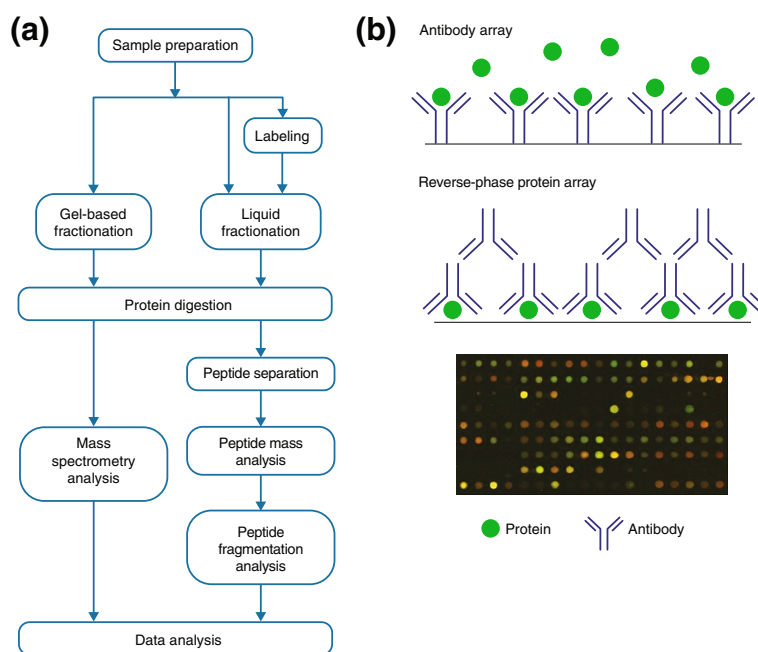 (a)
Sample preparation
Labeling
Gel-based
fractionation
Liquid
fractionation
Protein digestion
Peptide separation
Mass
spectrometry
analysis
Peptide mass
analysis
Peptide
fragmentation
analysis
Data analysis
(b)
Antibody array
Reverse-phase protein array
Protein
Antibody